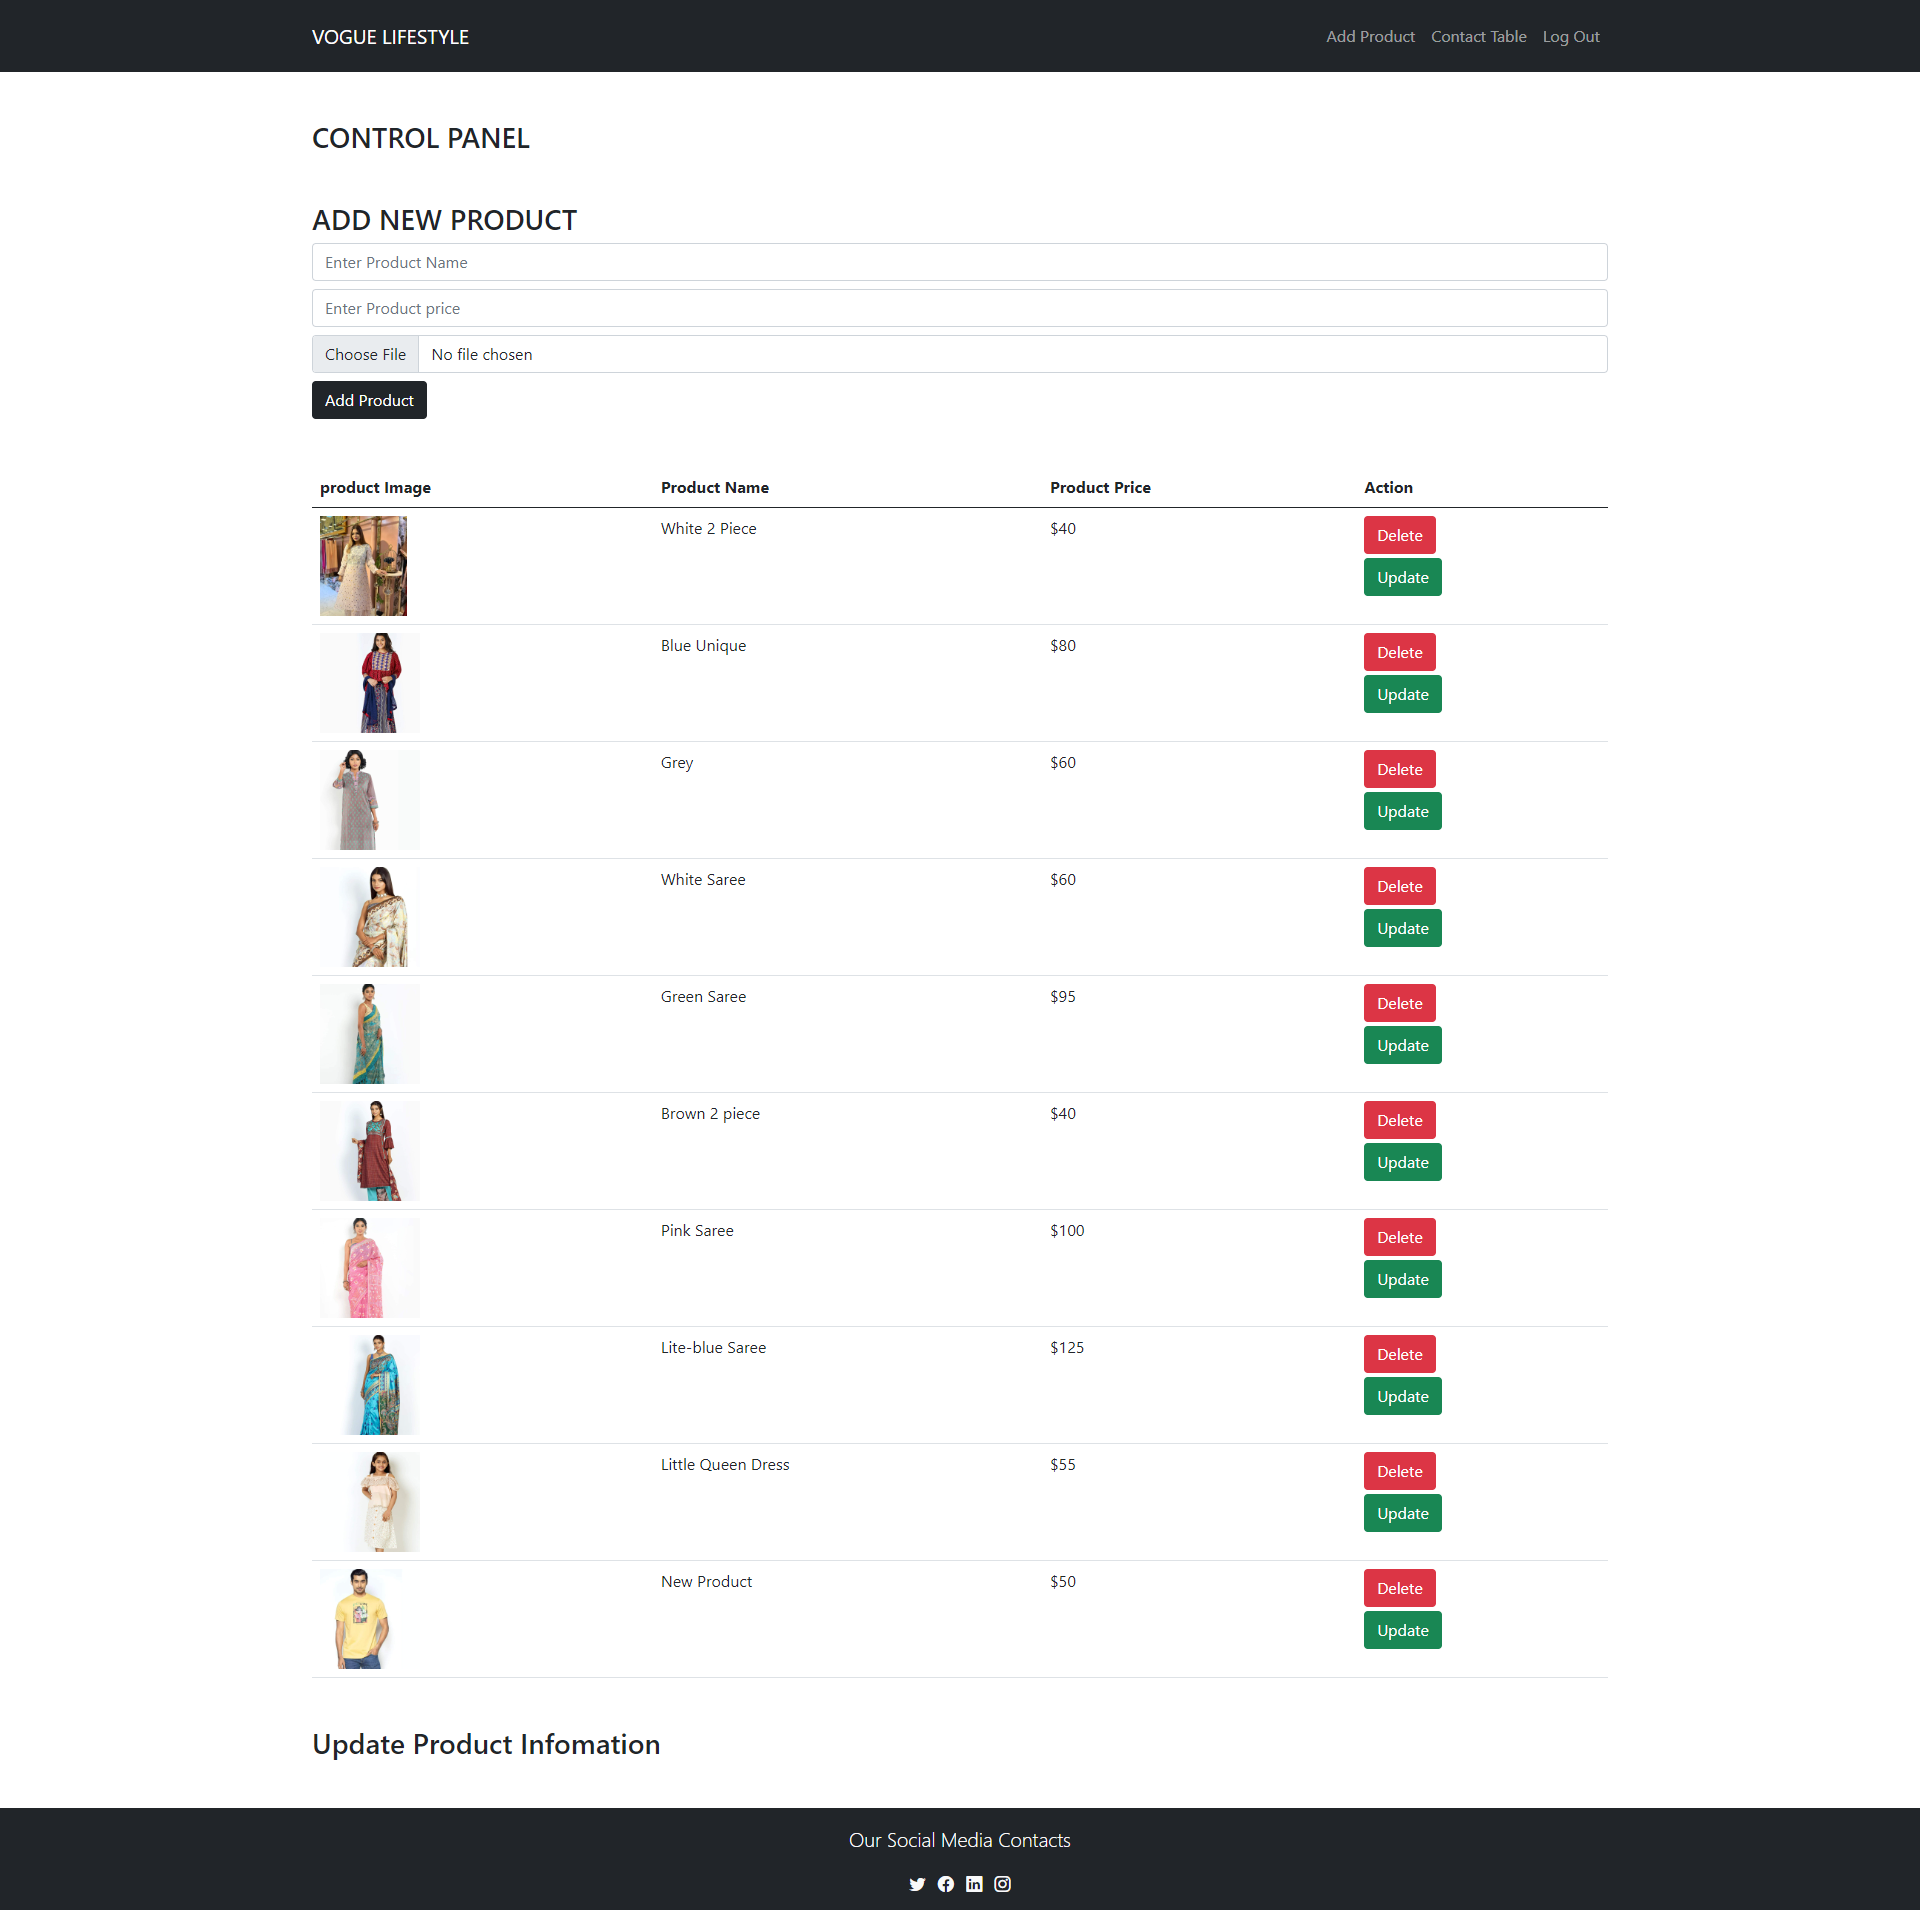 VOGUE LIFESTYLE
Add Product Contact Table Log Out
CONTROL PANEL
ADD NEW PRODUCT
Enter Product Name
Enter Product price
Choose File No file chosen
Add Product
product Image Product Name Product Price Action
White 2 Piece $40 Delete
Update
Blue Unique $80 Delete
Update
Grey $60 Delete
Update
White Saree $60 Delete
Update
Green Saree $95 Delete
Update
Brown 2 piece $40 Delete
Update
Pink Saree $100 Delete
Update
Lite-blue Saree $125 Delete
Update
Little Queen Dress $55 Delete
Update
New Product $50 Delete
Update
Update Product Infomation
Our Social Media Contacts